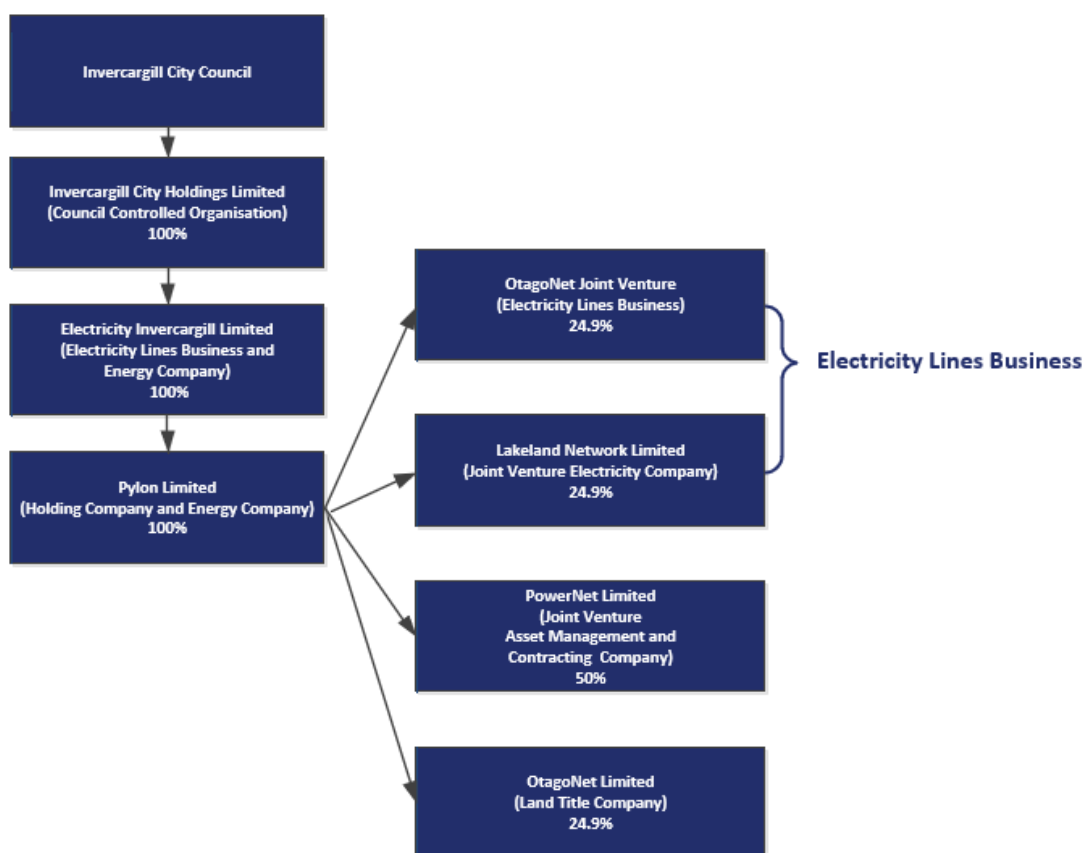 Invercargill City Council
Invercargill City Holdings Limited
(Council Controlled Organisation)
100%
Electricity Invercargill Limited
(Electricity Lines Business and
Energy Company)
100%
Pylon Limited
(Holding Company and Energy Company)
100%
OtagoNet Joint Venture
(Electricity Lines Business)
24.9%
Lakeland Network Limited
(Joint Venture Electricity Company)
24.9%
Electricity Lines Business
PowerNet Limited
(Joint Venture
Asset Management and
Contracting Company)
50%
OtagoNet Limited
(Land Title Company)
24.9%